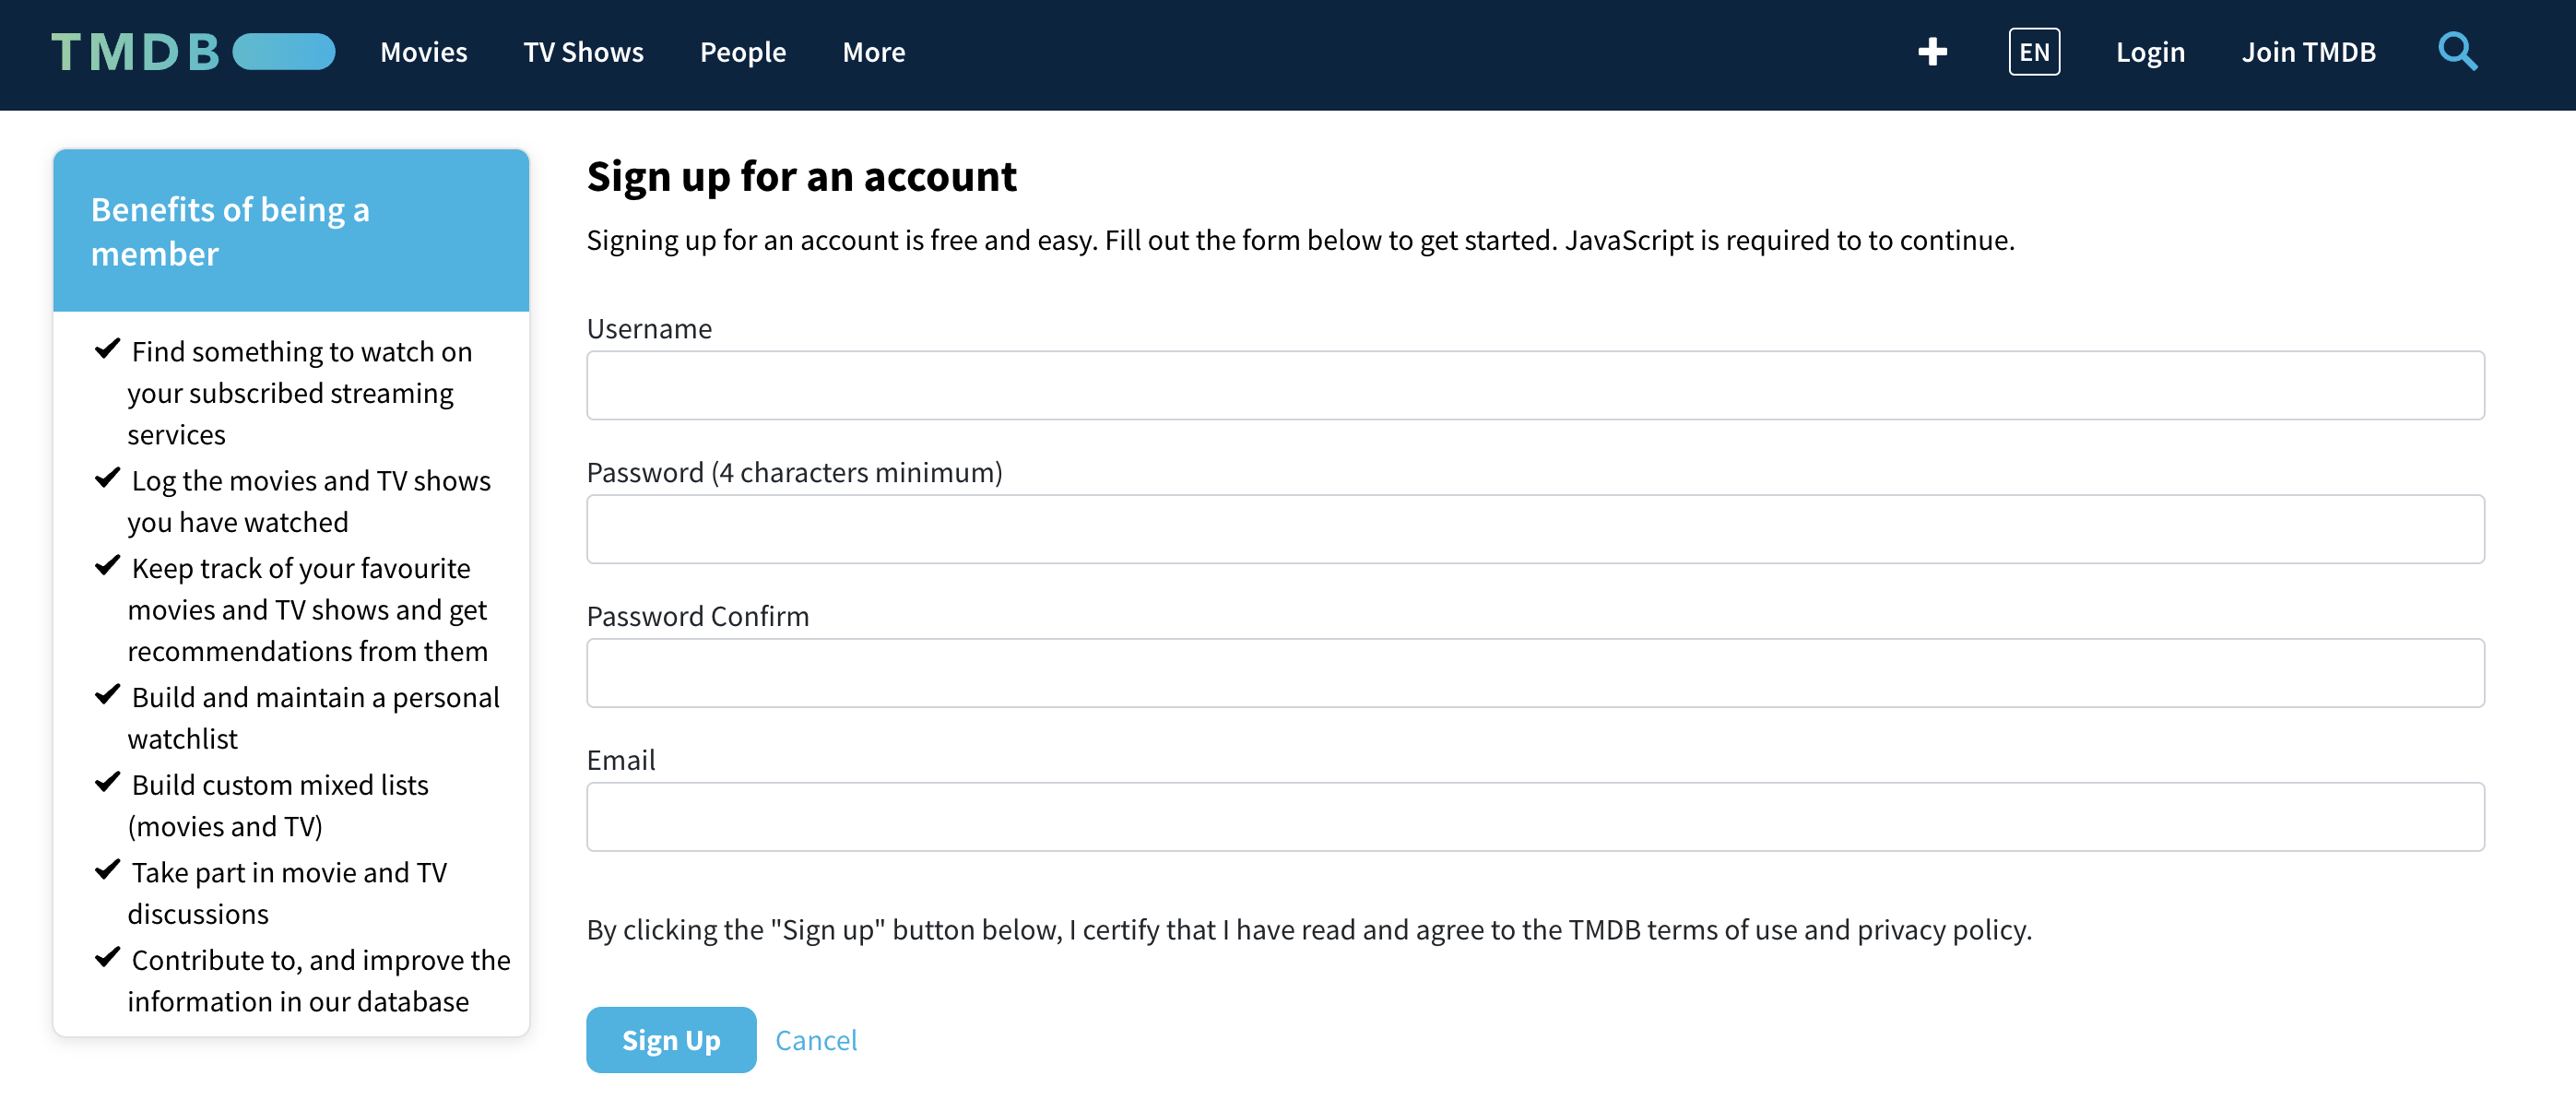 TMDB Movies TV Shows People More EN Login Join TMDB
Benefits of being a
member
Find something to watch on
your subscribed streaming
services
Log the movies and TV shows
you have watched
Keep track of your favourite
movies and TV shows and get
recommendations from them
Build and maintain a personal
watchlist
Build custom mixed lists
(movies and TV)
Take part in movie and TV
discussions
Contribute to, and improve the
information in our database
Sign up for an account
Signing up for an account is free and easy. Fill out the form below to get started. JavaScript is required to to continue.
Username
Password (4 characters minimum)
Password Confirm
Email
By clicking the "Sign up" button below, I certify that I have read and agree to the TMDB terms of use and privacy policy.
Sign Up Cancel